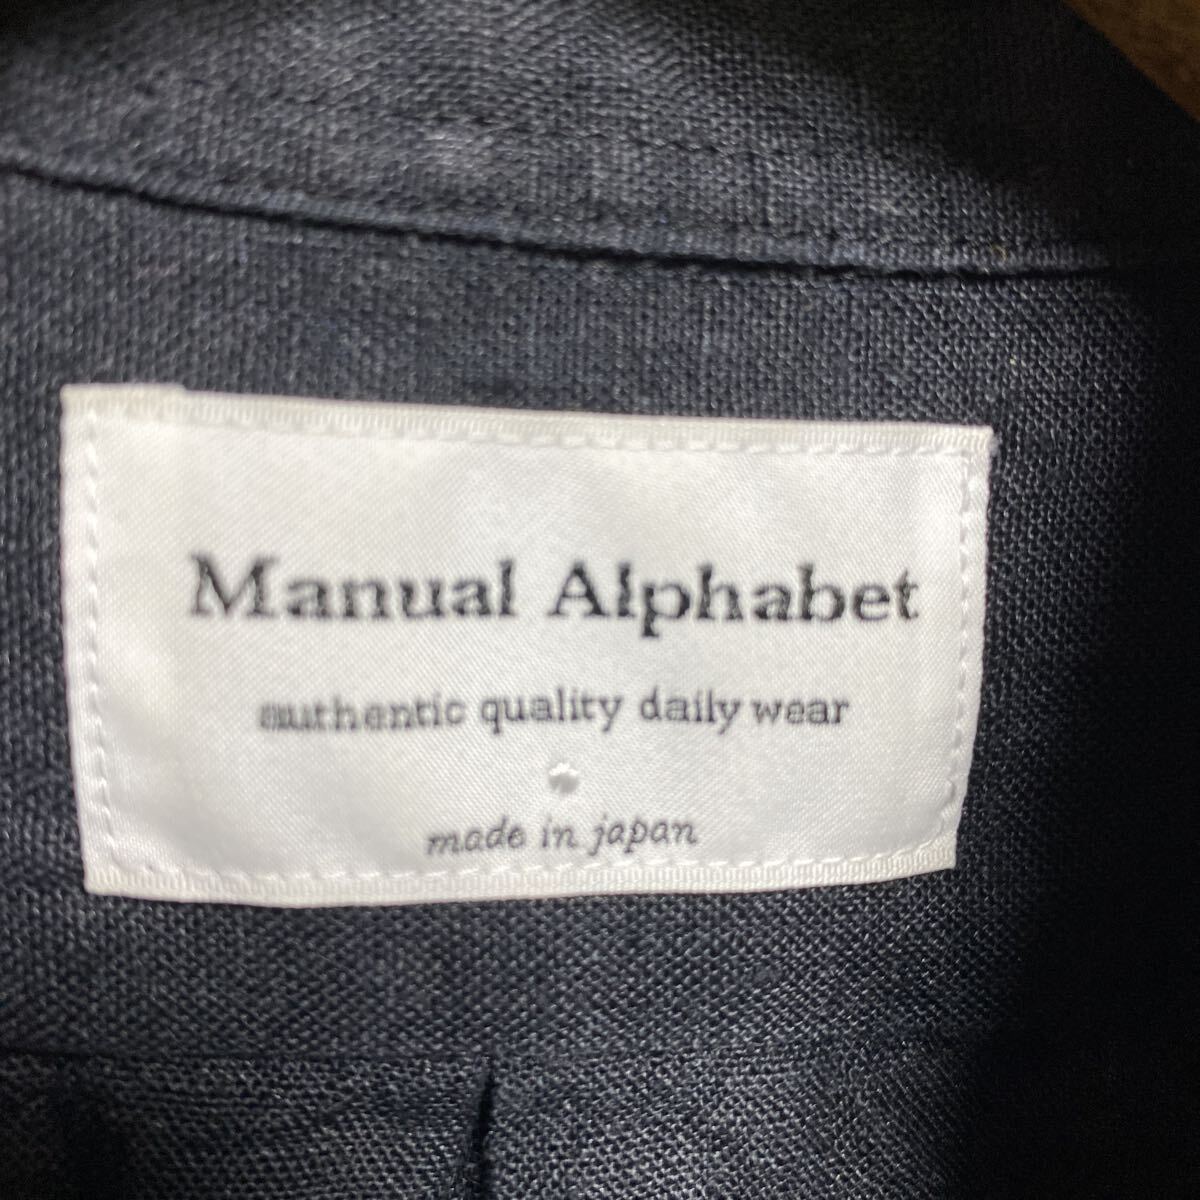 Manual Alphabet
authentic quality daily wear
made in japan